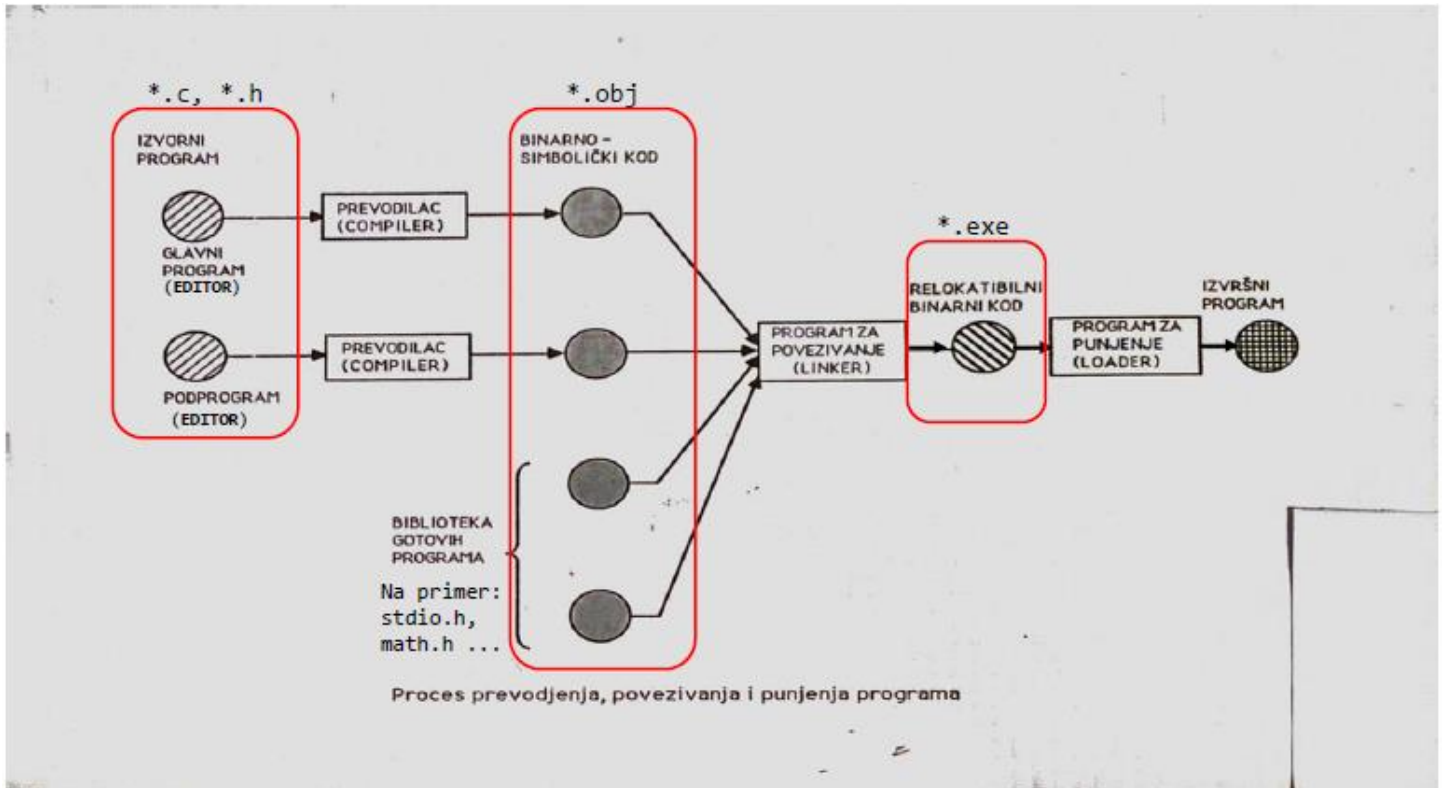 *.c, *.h
IZVORNI
PROGRAM
GLAVNI
PROGRAM
(EDITOR)
PODPROGRAM
(EDITOR)
PREVODILAC
(COMPILER)
PREVODILAC
(COMPILER)
*.obj
BINARNO-
SIMBOLIČKI KOD
BIBLIOTEKA
GOTOVIH
PROGRAMA
Na primer:
stdio.h,
math.h ...
PROGRAM ZA
POVEZIVANJE
(LINKER)
*.exe
RELOKATIBILNI
BINARNI KOD
PROGRAM ZA
PUNJENJE
(LOADER)
IZVRŠNI
PROGRAM
Proces prevodjenja, povezivanja i punjenja programa